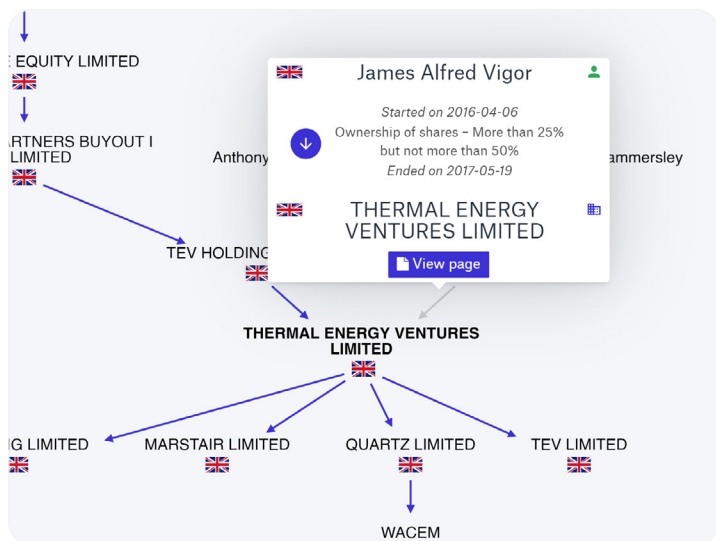 EQUITY LIMITED
James Alfred Vigor
Started on 2016-04-06
Ownership of shares – More than 25%
but not more than 50%
Ended on 2017-05-19
ARTNERS BUYOUT I
LIMITED
Anthony
ammersley
THERMAL ENERGY
VENTURES LIMITED
View page
TEV HOLDING
THERMAL ENERGY VENTURES
LIMITED
G LIMITED
MARSTAIR LIMITED
QUARTZ LIMITED
TEV LIMITED
WACEM